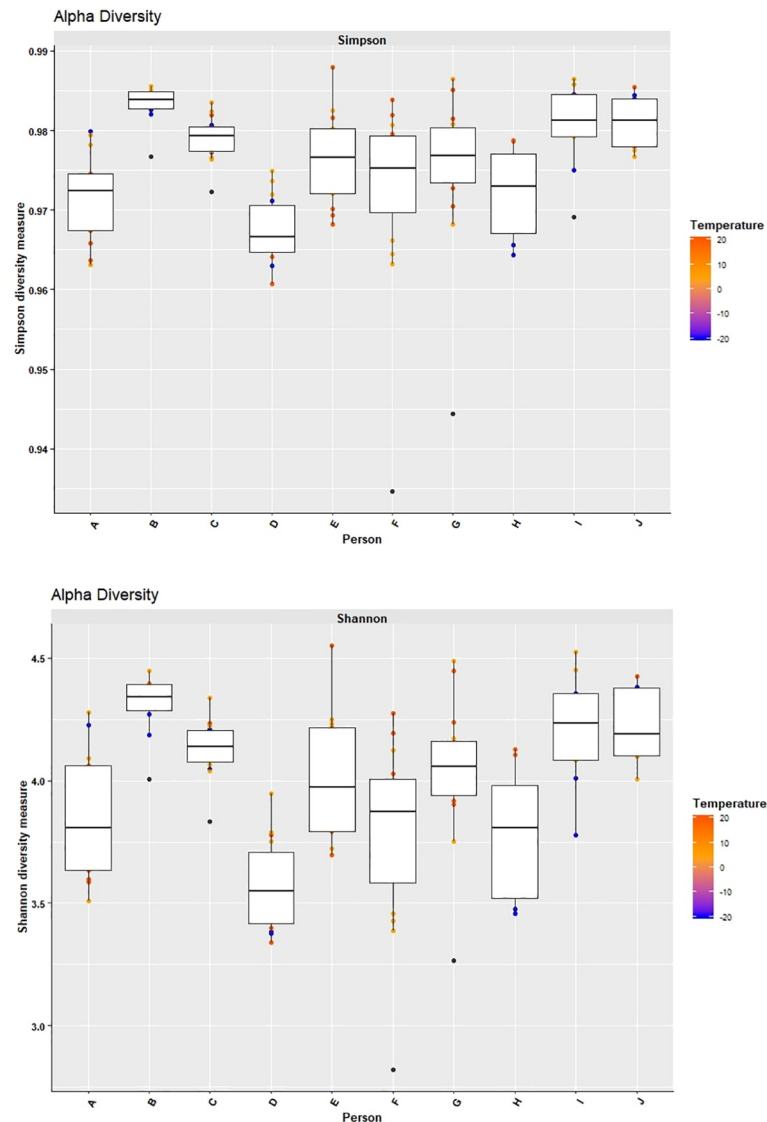 Alpha Diversity
Simpson
0.99
0.98
0.97
0.96
0.95
0.94
Simpson diversity measure
A B C D E F G H I J
Person
Temperature
20
10
0
-10
-20
Alpha Diversity
Shannon
4.5
4.0
3.5
3.0
Shannon diversity measure
A B C D E F G H I J
Person
Temperature
20
10
0
-10
-20